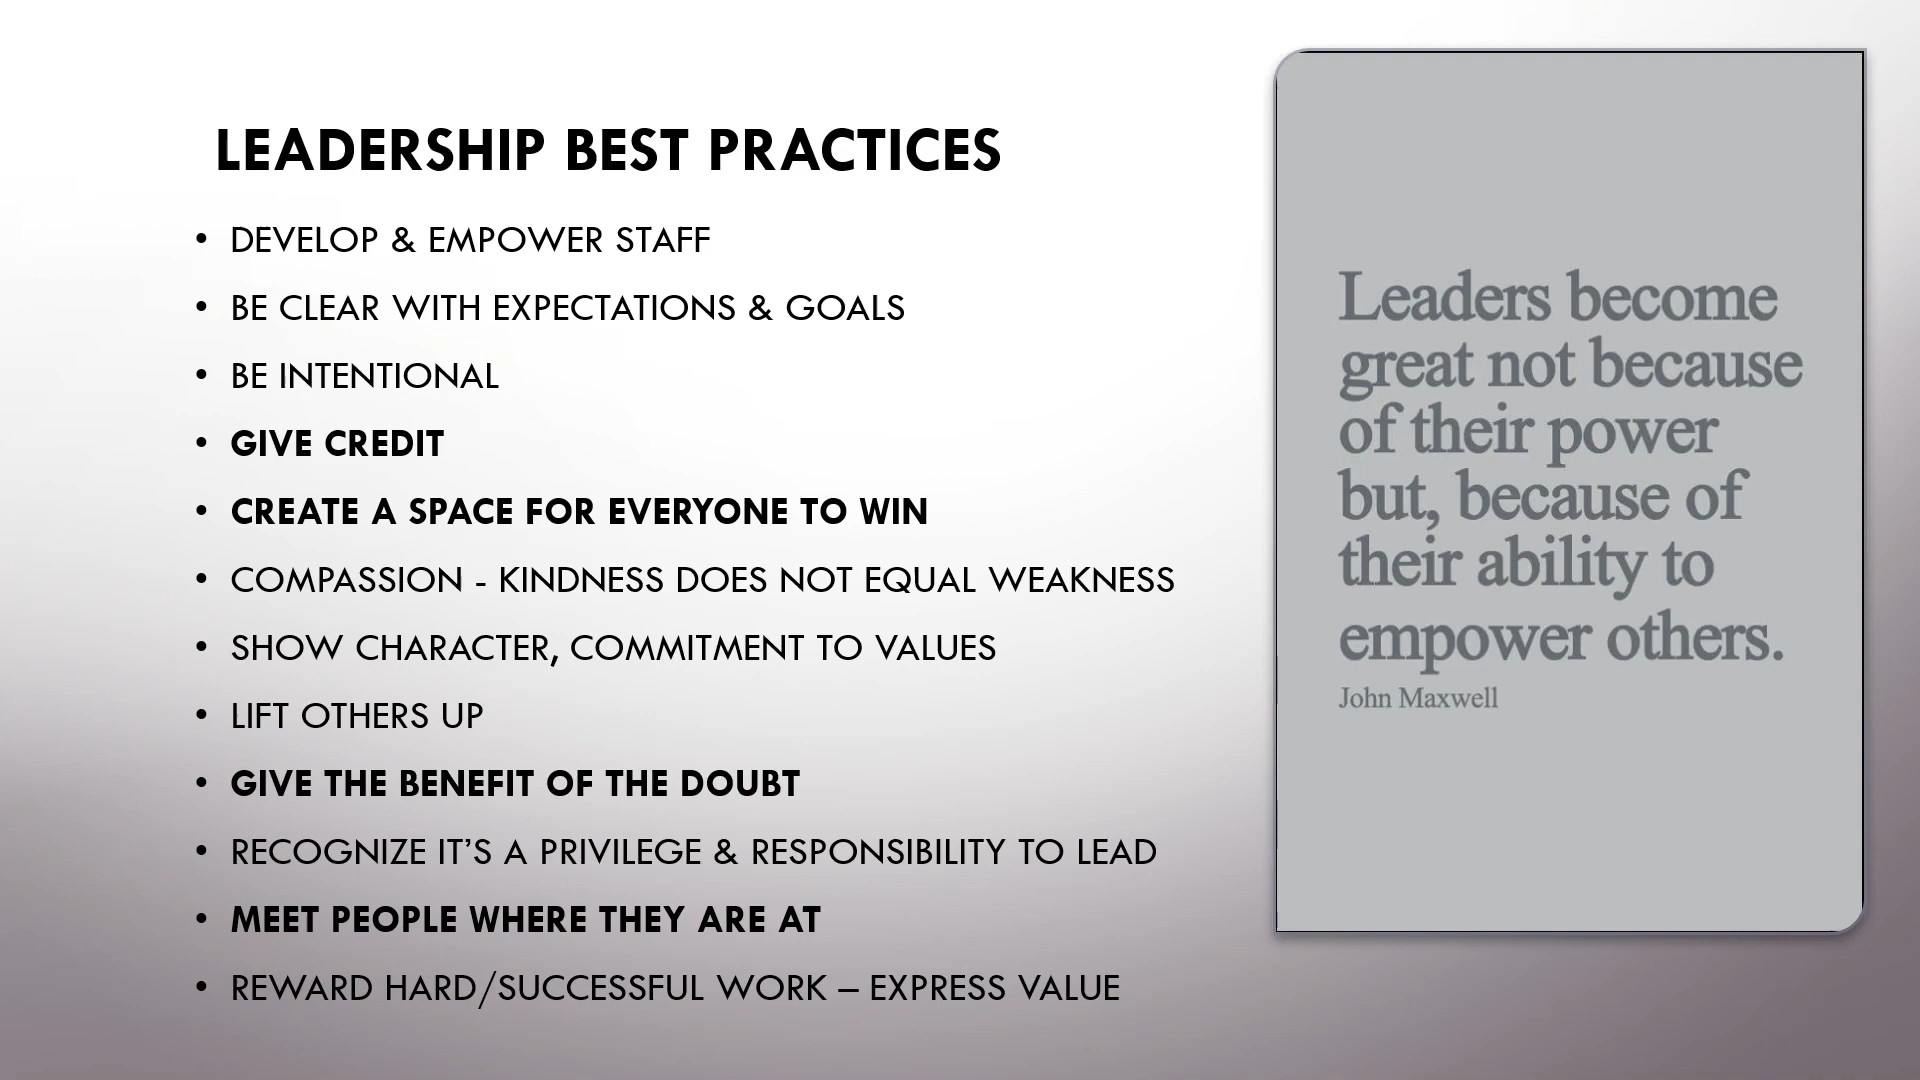 LEADERSHIP BEST PRACTICES
• DEVELOP & EMPOWER STAFF
• BE CLEAR WITH EXPECTATIONS & GOALS
• BE INTENTIONAL
• GIVE CREDIT
• CREATE A SPACE FOR EVERYONE TO WIN
• COMPASSION - KINDNESS DOES NOT EQUAL WEAKNESS
• SHOW CHARACTER, COMMITMENT TO VALUES
• LIFT OTHERS UP
• GIVE THE BENEFIT OF THE DOUBT
• RECOGNIZE IT’S A PRIVILEGE & RESPONSIBILITY TO LEAD
• MEET PEOPLE WHERE THEY ARE AT
• REWARD HARD/SUCCESSFUL WORK – EXPRESS VALUE
Leaders become
great not because
of their power
but, because of
their ability to
empower others.
John Maxwell